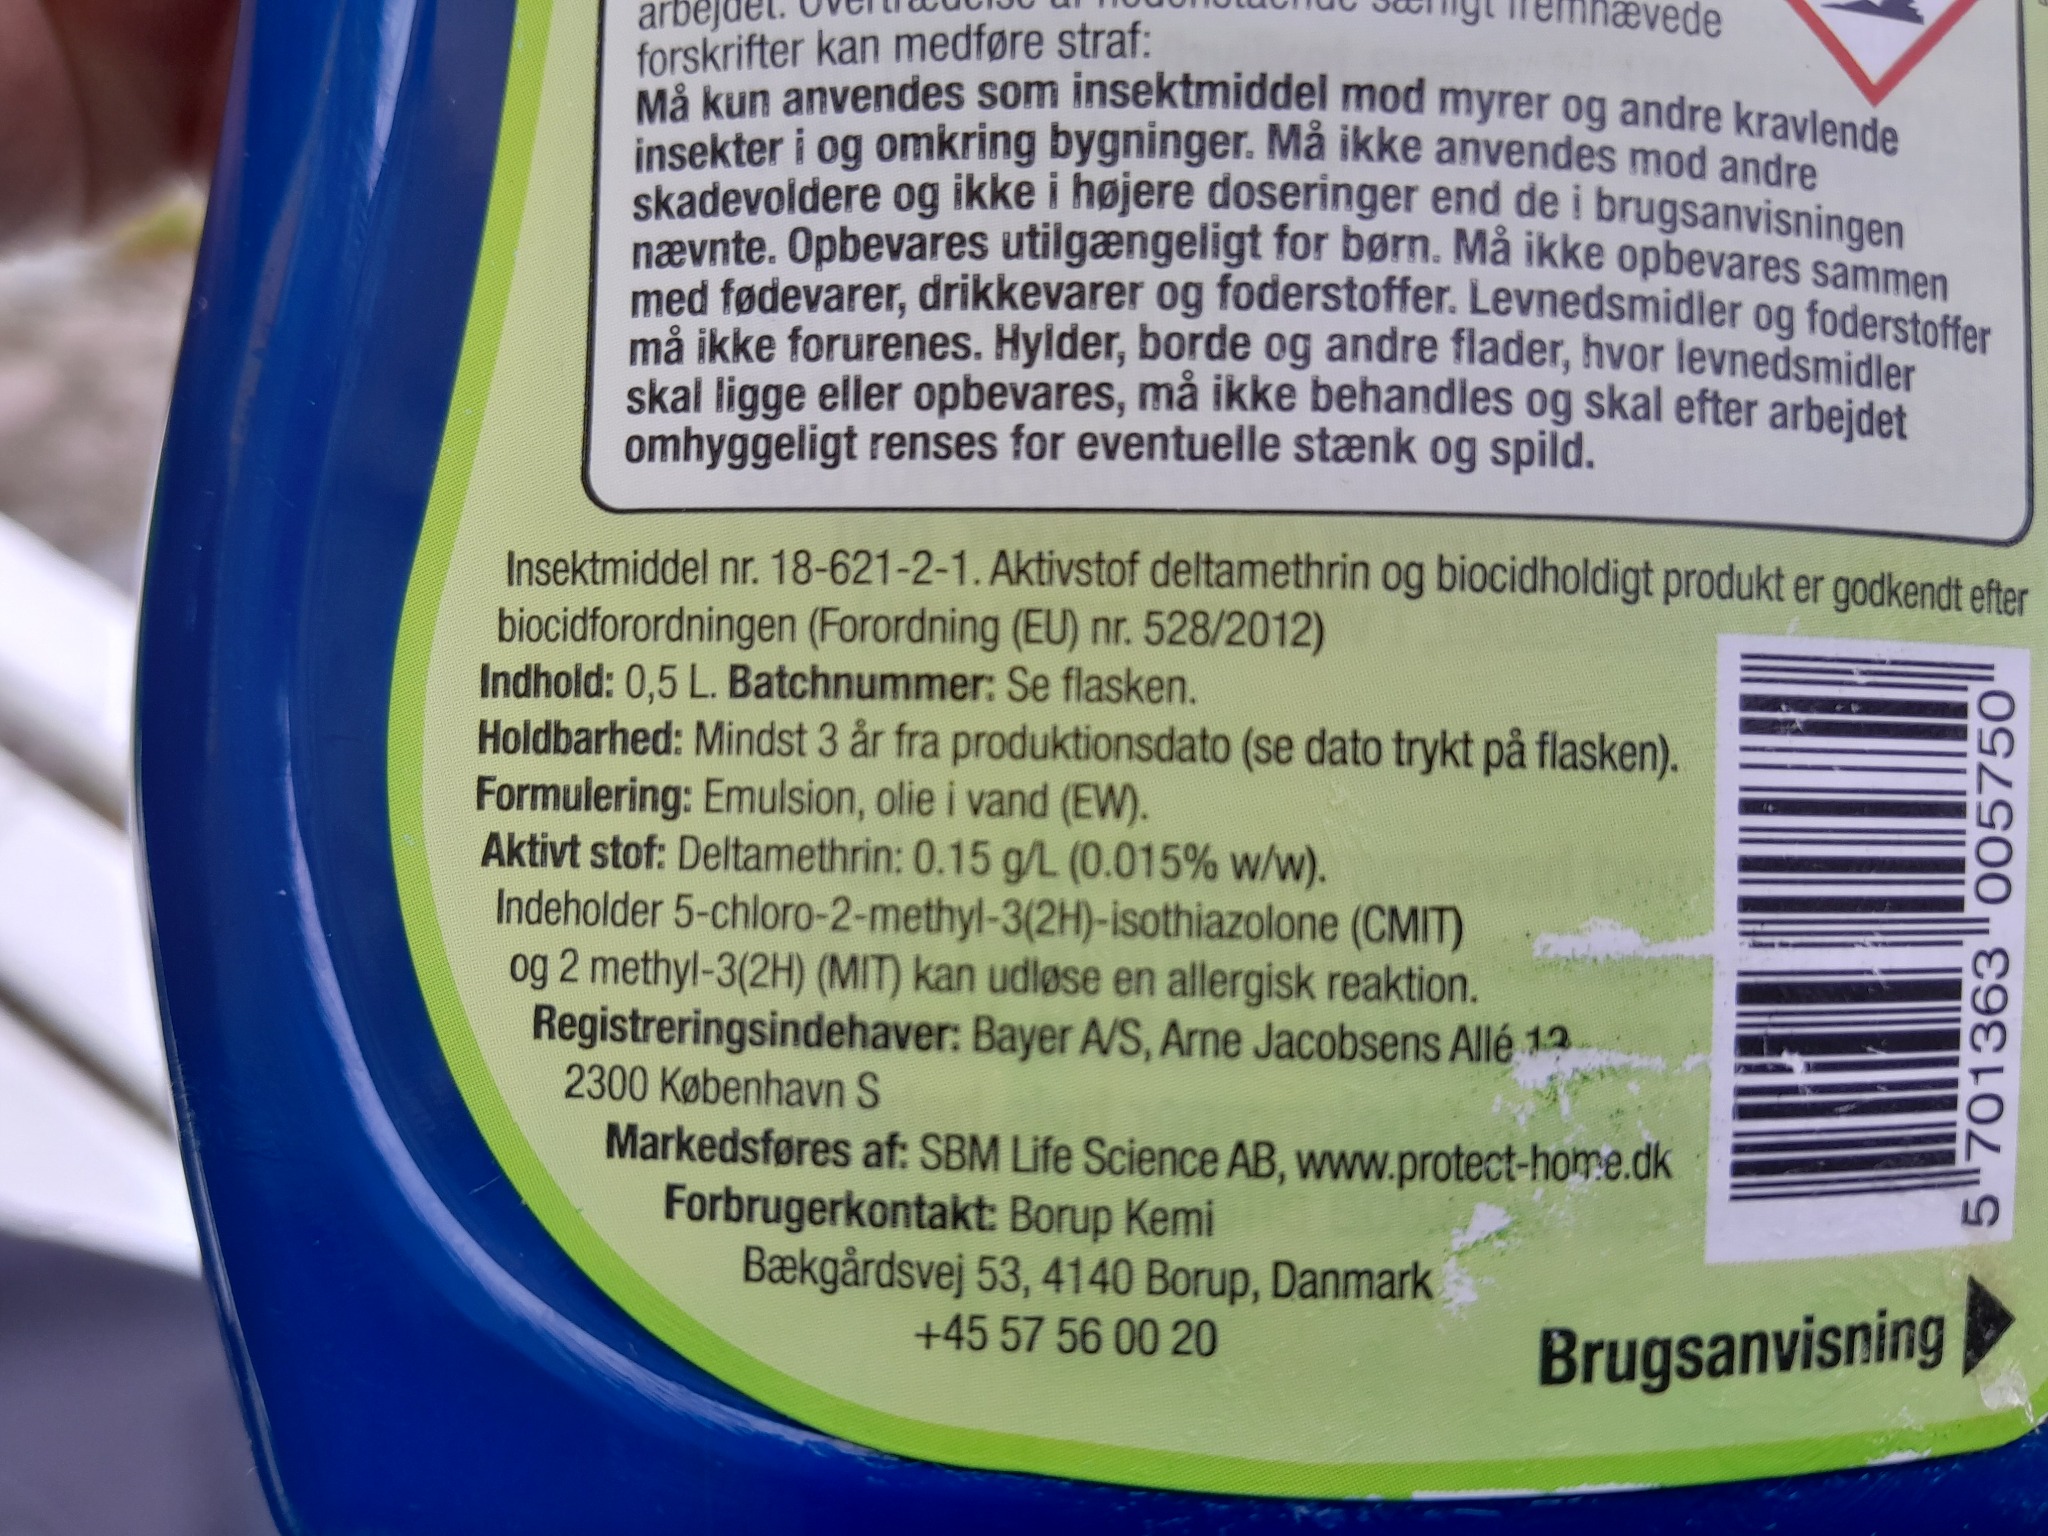 arbejdet. Overtrædelse af nedenstående særligt fremhævede
forskrifter kan medføre straf:
Må kun anvendes som insektmiddel mod myrer og andre kravlende
insekter i og omkring bygninger. Må ikke anvendes mod andre
skadevoldere og ikke i højere doseringer end de i brugsanvisningen
nævnte. Opbevares utilgængeligt for børn. Må ikke opbevares sammen
med fødevarer, drikkevarer og foderstoffer. Levnedsmidler og foderstoffer
må ikke forurenes. Hylder, borde og andre flader, hvor levnedsmidler
skal ligge eller opbevares, må ikke behandles og skal efter arbejdet
omhyggeligt renses for eventuelle stænk og spild.
Insektmiddel nr. 18-621-2-1. Aktivstof deltamethrin og biocidholdigt produkt er godkendt efter
biocidforordningen (Forordning (EU) nr. 528/2012)
Indhold: 0,5 L. Batchnummer: Se flasken.
Holdbarhed: Mindst 3 år fra produktionsdato (se dato trykt på flasken).
Formulering: Emulsion, olie i vand (EW).
Aktivt stof: Deltamethrin: 0.15 g/L (0.015% w/w).
Indeholder 5-chloro-2-methyl-3(2H)-isothiazolone (CMIT)
og 2 methyl-3(2H) (MIT) kan udløse en allergisk reaktion.
Registreringsindehaver: Bayer A/S, Arne Jacobsens Allé
2300 København S
Markedsføres af: SBM Life Science AB, www.protect-home.dk
Forbrugerkontakt: Borup Kemi
Bækgårdsvej 53, 4140 Borup, Danmark
+45 57 56 00 20
Brugsanvisning
5 701363 005750